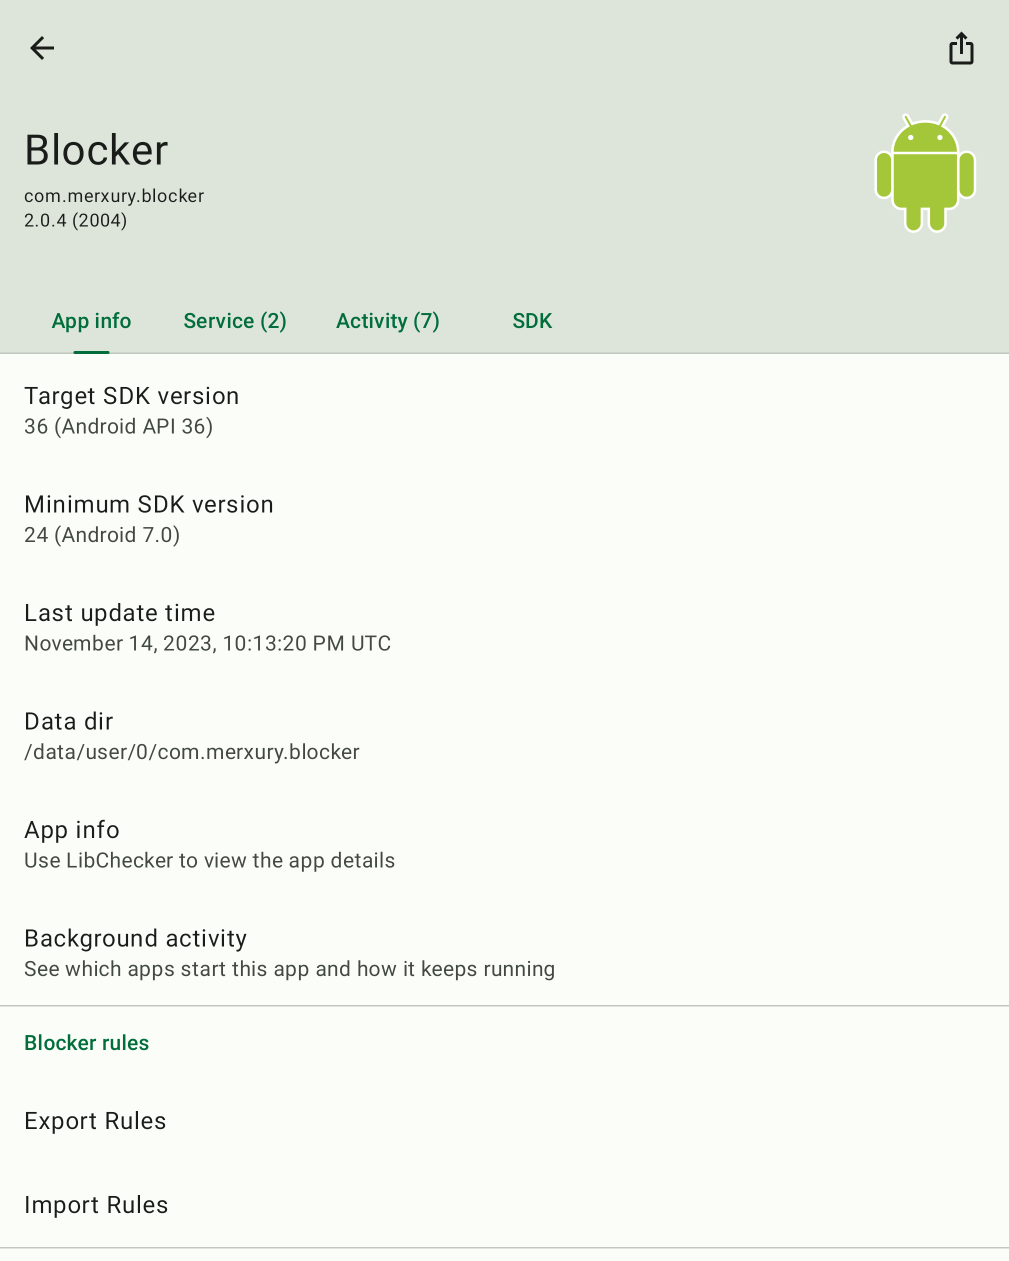 Blocker
com.merxury.blocker
2.0.4 (2004)
App info
Service (2)
Activity (7)
SDK
Target SDK version
36 (Android API 36)
Minimum SDK version
24 (Android 7.0)
Last update time
November 14, 2023, 10:13:20 PM UTC
Data dir
/data/user/0/com.merxury.blocker
App info
Use LibChecker to view the app details
Background activity
See which apps start this app and how it keeps running
Blocker rules
Export Rules
Import Rules